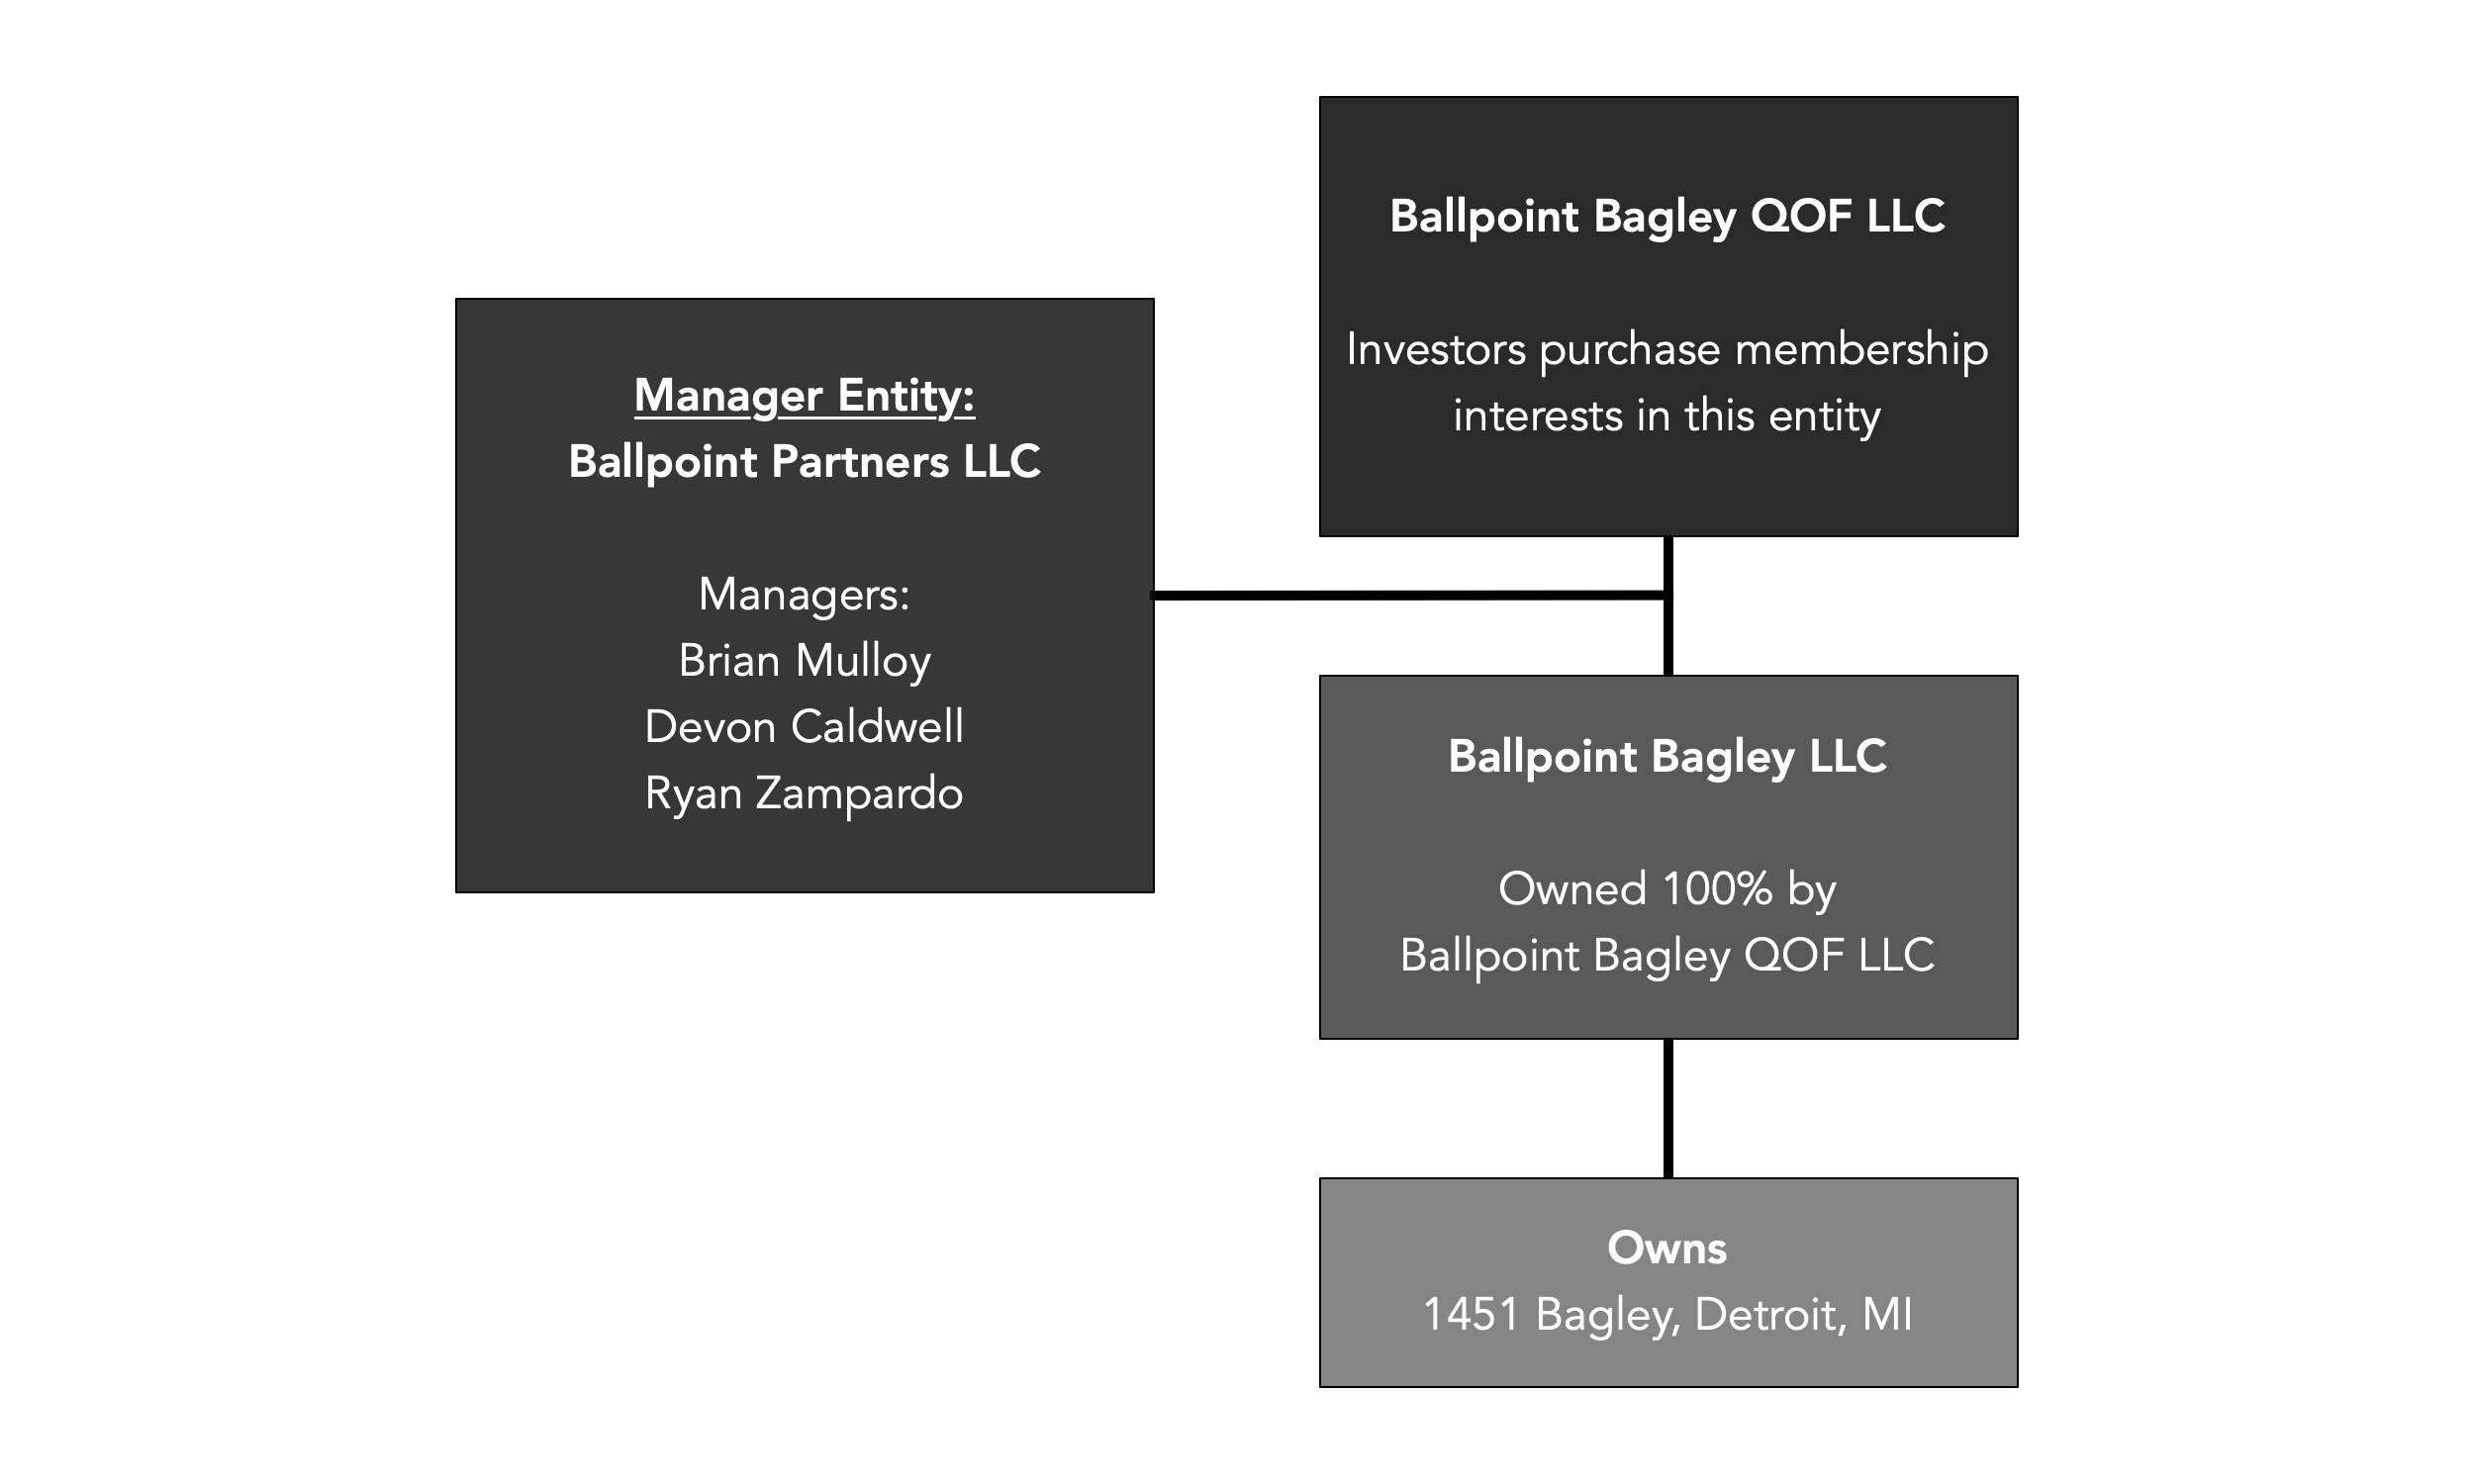 Ballpoint Bagley QOF LLC
Investors purchase membership
interests in this entity
Manager Entity:
Ballpoint Partners LLC
Managers:
Brian Mulloy
Devon Caldwell
Ryan Zampardo
Ballpoint Bagley LLC
Owned 100% by
Ballpoint Bagley QOF LLC
Owns
1451 Bagley, Detroit, MI